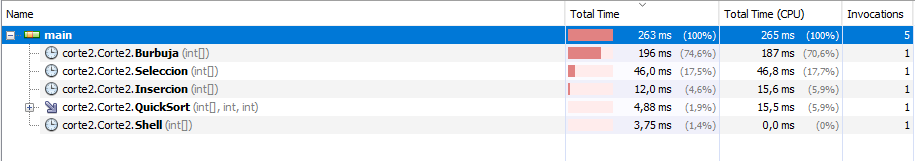 Name Total Time Total Time (CPU) Invocations
main 263 ms (100%) 265 ms (100%) 5
corte2.Corte2.Burbuja (int[]) 196 ms (74,6%) 187 ms (70,6%) 1
corte2.Corte2.Seleccion (int[]) 46,0 ms (17,5%) 46,8 ms (17,7%) 1
corte2.Corte2.Insercion (int[]) 12,0 ms (4,6%) 15,6 ms (5,9%) 1
corte2.Corte2.QuickSort (int[], int, int) 4,88 ms (1,9%) 15,5 ms (5,9%) 1
corte2.Corte2.Shell (int[]) 3,75 ms (1,4%) 0,0 ms (0%) 1